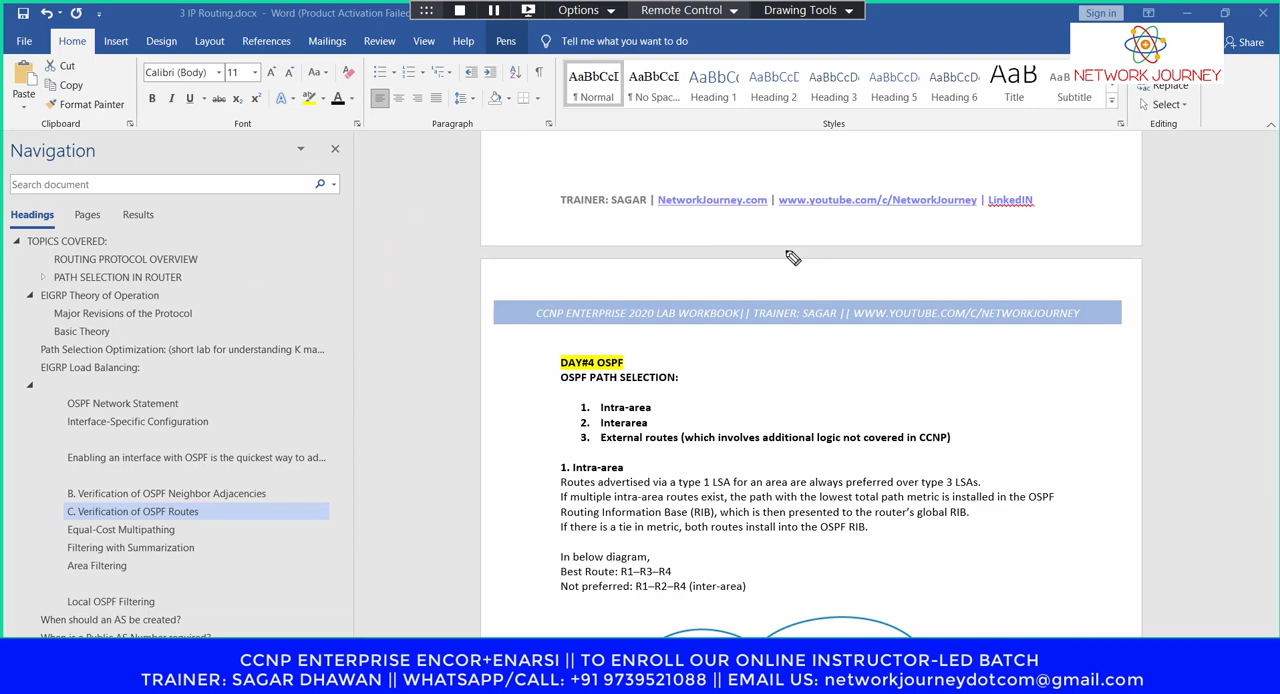 3 IP Routing.docx - Word (Product Activation Failed
Options
Remote Control
Drawing Tools
Sign in
File Home Insert Design Layout References Mailings Review View Help Pens Tell me what you want to do
Share
NETWORK JOURNEY
Paste
Cut
Copy
Format Painter
Clipboard
Calibri (Body) 11
Aa
B I U abc X2 X2 A A
Font
Paragraph
AaBbCcI AaBbCcI AaBbC( AaBbCcI AaBbCcD AaBbCcD AaBbCcD AaB AaB
¶ Normal ¶ No Spac... Heading 1 Heading 2 Heading 3 Heading 5 Heading 6 Title Subtitle
Styles
Replace
Select
Editing
Navigation
Search document
Headings Pages Results
TOPICS COVERED:
ROUTING PROTOCOL OVERVIEW
PATH SELECTION IN ROUTER
EIGRP Theory of Operation
Major Revisions of the Protocol
Basic Theory
Path Selection Optimization: (short lab for understanding K ma...
EIGRP Load Balancing:
OSPF Network Statement
Interface-Specific Configuration
Enabling an interface with OSPF is the quickest way to ad...
B. Verification of OSPF Neighbor Adjacencies
C. Verification of OSPF Routes
Equal-Cost Multipathing
Filtering with Summarization
Area Filtering
Local OSPF Filtering
When should an AS be created?
When is a Public AS Number required?
TRAINER: SAGAR | NetworkJourney.com | www.youtube.com/c/NetworkJourney | LinkedIN
CCNP ENTERPRISE 2020 LAB WORKBOOK|| TRAINER: SAGAR || WWW.YOUTUBE.COM/C/NETWORKJOURNEY
DAY#4 OSPF
OSPF PATH SELECTION:
1. Intra-area
2. Interarea
3. External routes (which involves additional logic not covered in CCNP)
1. Intra-area
Routes advertised via a type 1 LSA for an area are always preferred over type 3 LSAs.
If multiple intra-area routes exist, the path with the lowest total path metric is installed in the OSPF
Routing Information Base (RIB), which is then presented to the router’s global RIB.
If there is a tie in metric, both routes install into the OSPF RIB.
In below diagram,
Best Route: R1–R3–R4
Not preferred: R1–R2–R4 (inter-area)
CCNP ENTERPRISE ENCOR+ENARSI || TO ENROLL OUR ONLINE INSTRUCTOR-LED BATCH
TRAINER: SAGAR DHAWAN || WHATSAPP/CALL: +91 9739521088 || EMAIL US: networkjourneydotcom@gmail.com